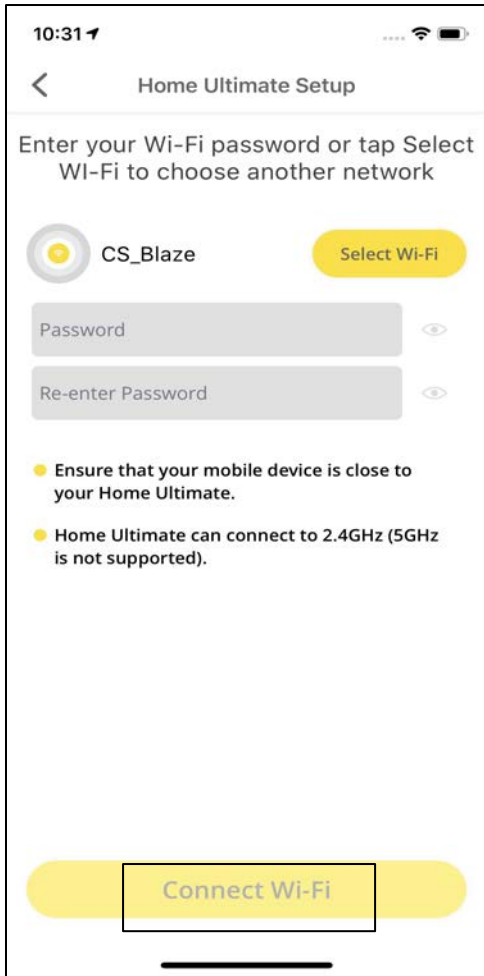 10:31
Home Ultimate Setup
Enter your Wi-Fi password or tap Select
WI-Fi to choose another network
CS_Blaze
Select Wi-Fi
Password
Re-enter Password
Ensure that your mobile device is close to
your Home Ultimate.
Home Ultimate can connect to 2.4GHz (5GHz
is not supported).
Connect Wi-Fi